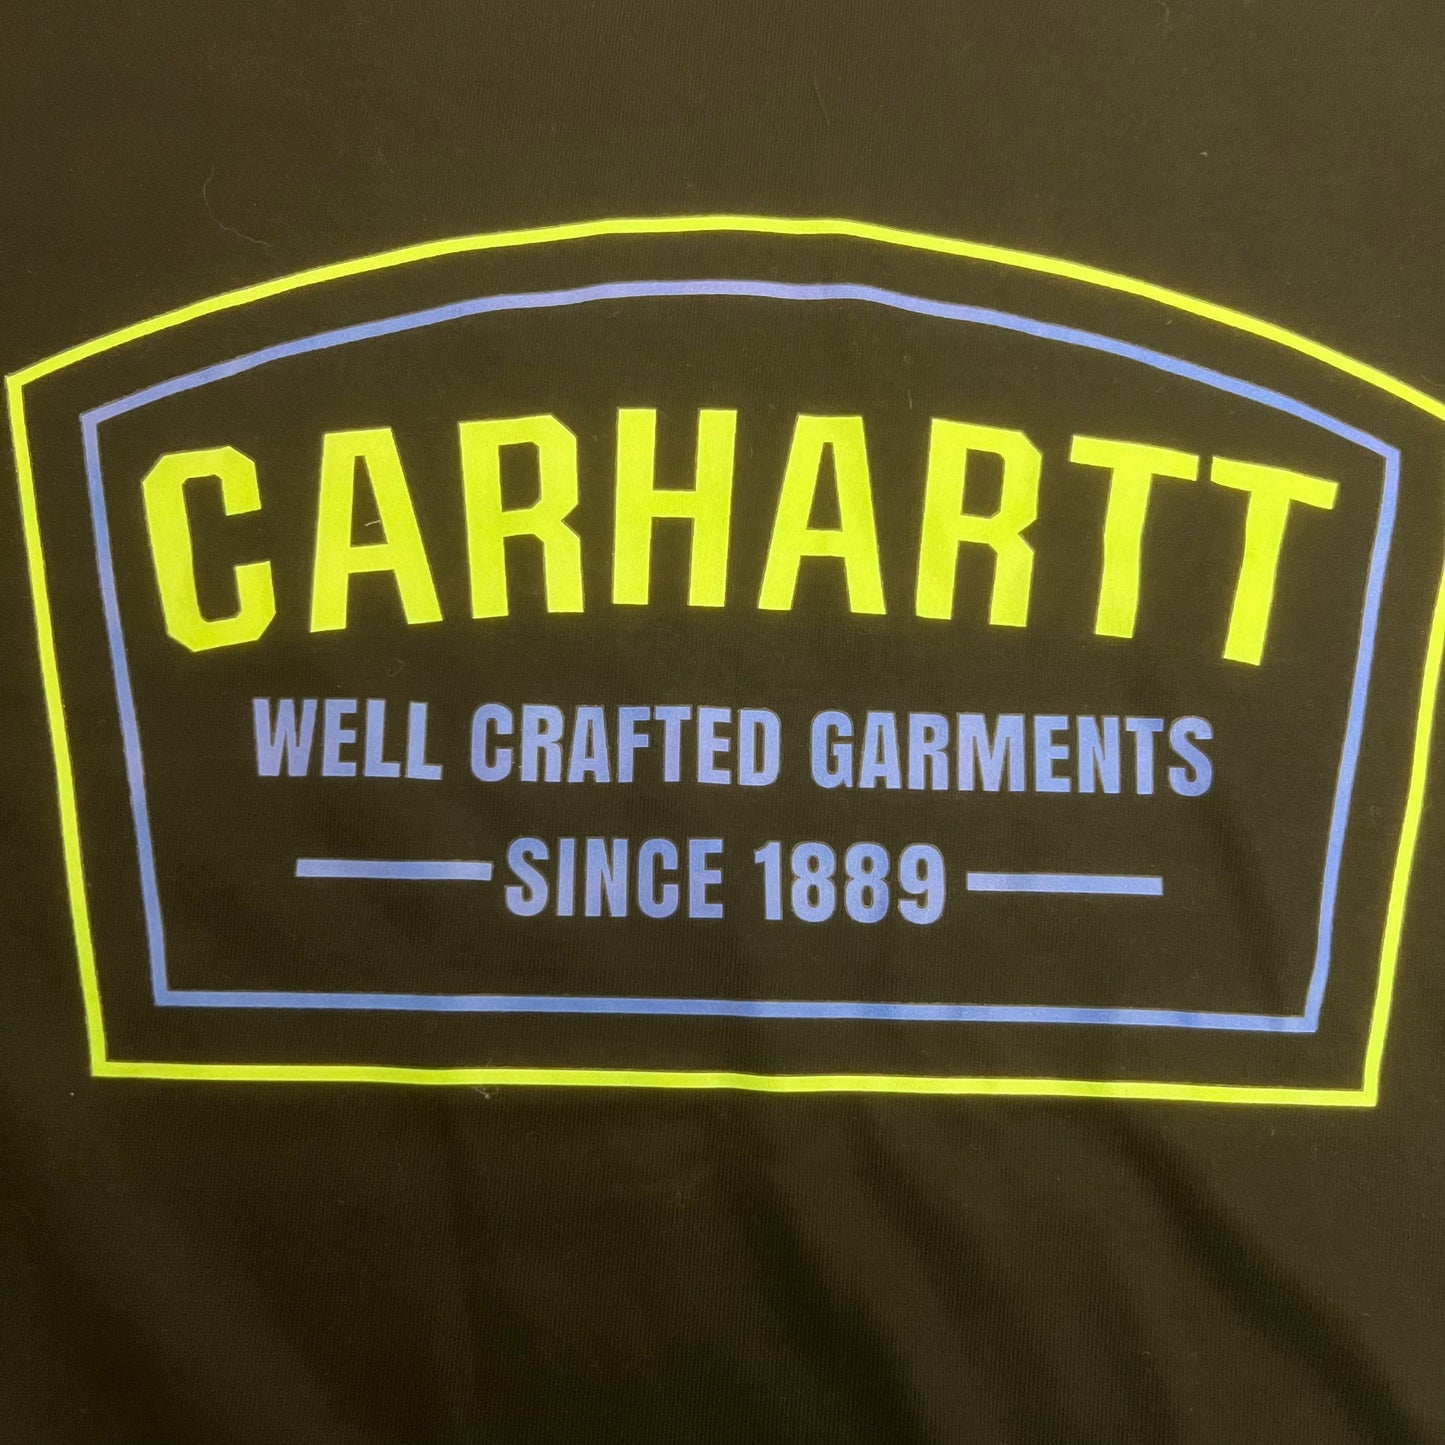 CARHARTT
WELL CRAFTED GARMENTS
SINCE 1889